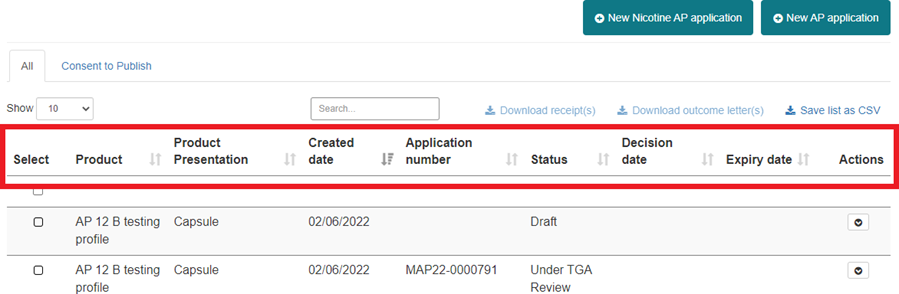 New Nicotine AP application New AP application
All Consent to Publish
Show 10 Search... Download receipt(s) Download outcome letter(s) Save list as CSV
Select Product Product Presentation Created date Application number Status Decision date Expiry date Actions
AP 12 B testing profile Capsule 02/06/2022 Draft
AP 12 B testing profile Capsule 02/06/2022 MAP22-0000791 Under TGA Review